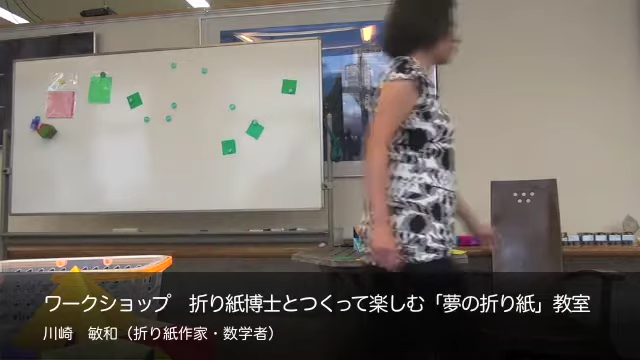 ワークショップ　折り紙博士とつくって楽しむ「夢の折り紙」教室
川崎　敏和（折り紙作家・数学者）